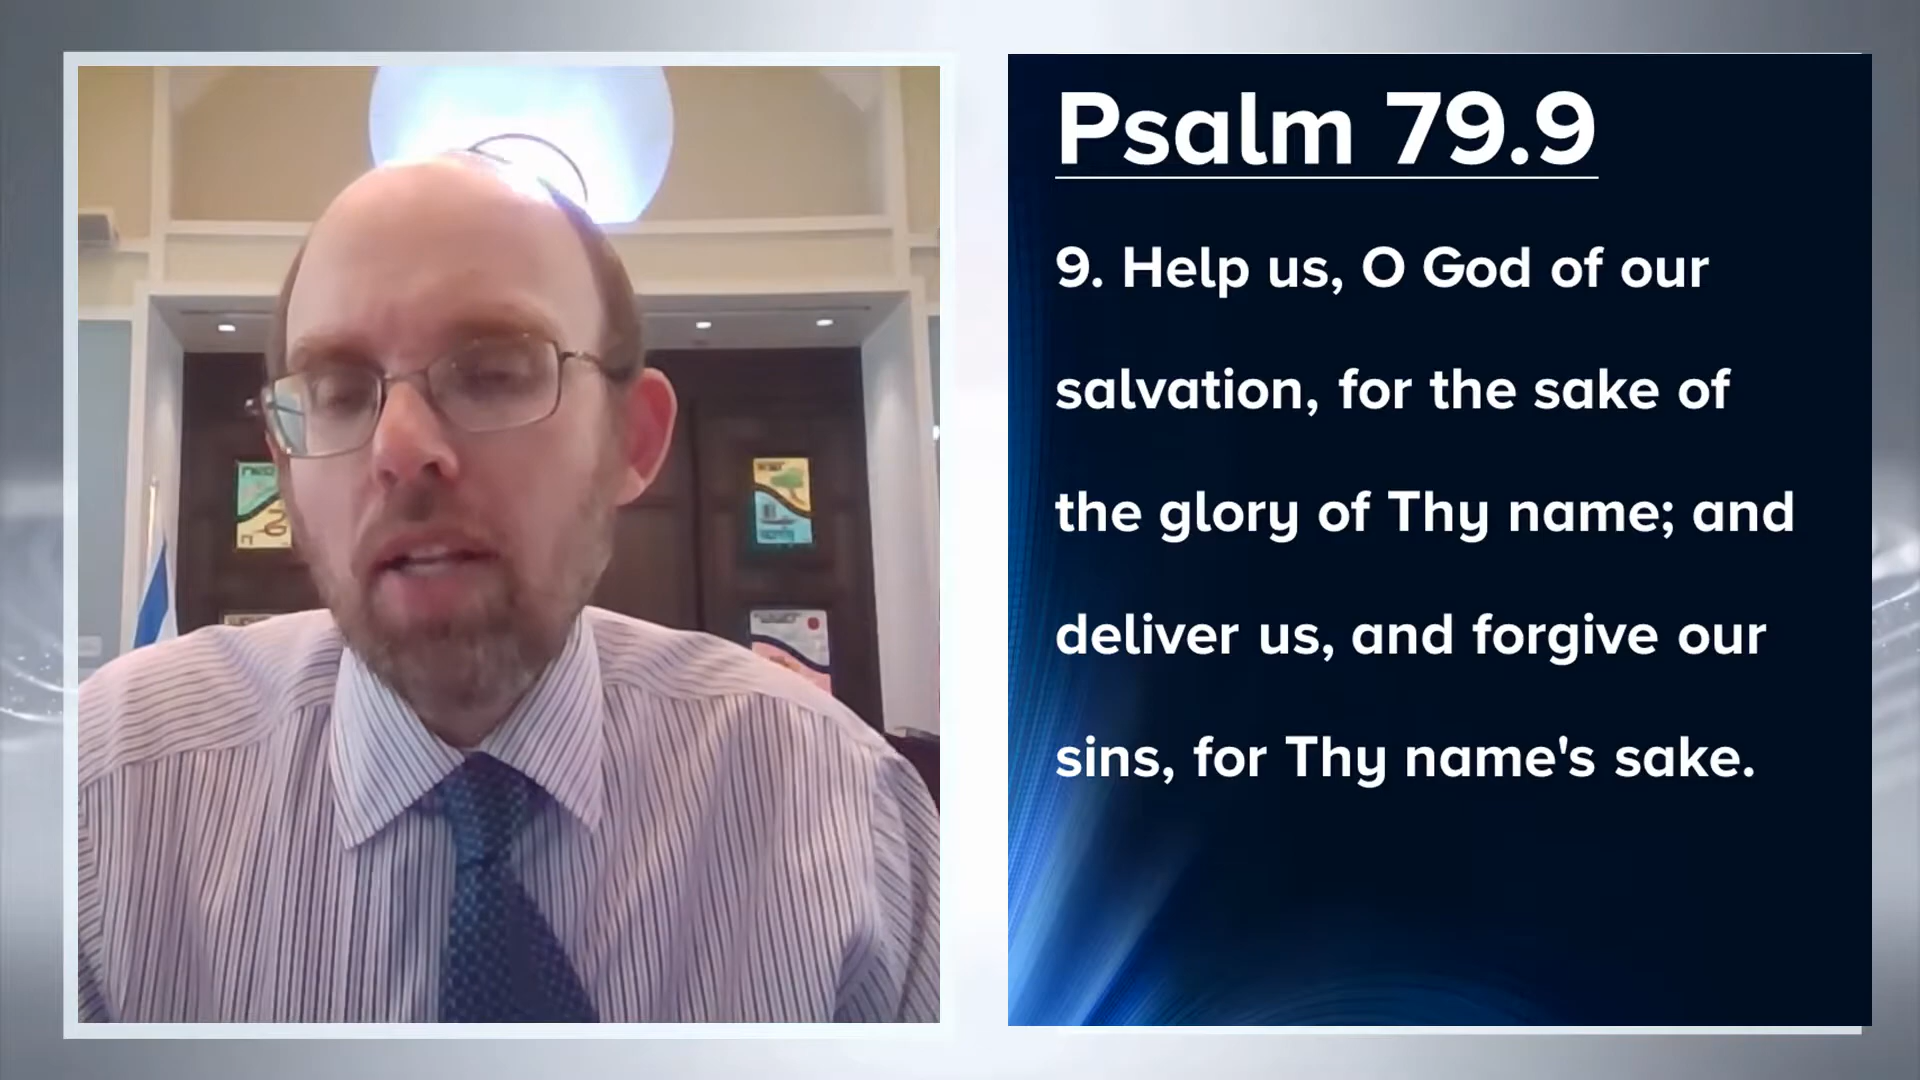 Psalm 79.9
9. Help us, O God of our
salvation, for the sake of
the glory of Thy name; and
deliver us, and forgive our
sins, for Thy name's sake.